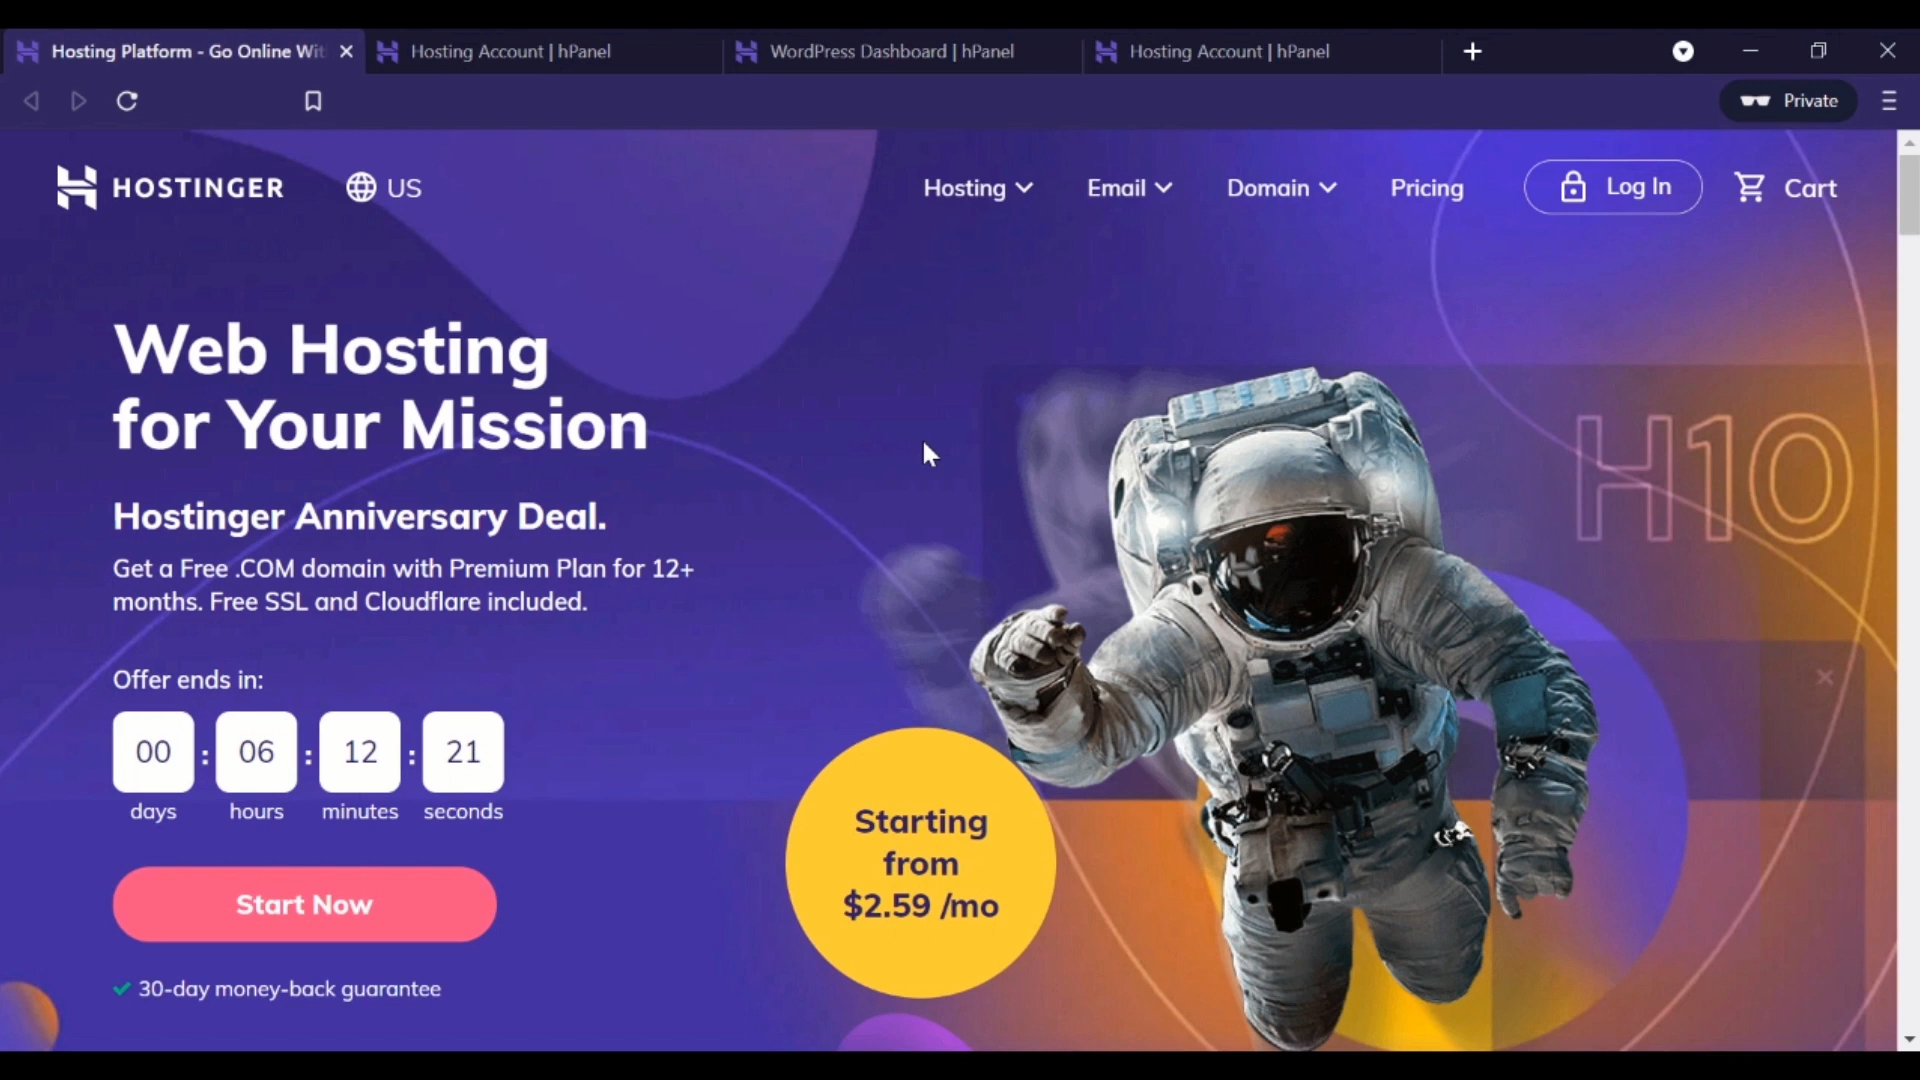 Hosting Platform - Go Online Wit
Hosting Account | hPanel
WordPress Dashboard | hPanel
Hosting Account | hPanel
Private
HOSTINGER
US
Hosting
Email
Domain
Pricing
Log In
Cart
Web Hosting
for Your Mission
H10
Hostinger Anniversary Deal.
Get a Free .COM domain with Premium Plan for 12+
months. Free SSL and Cloudflare included.
Offer ends in:
00 : 06 : 12 : 21
days hours minutes seconds
Starting
from
$2.59 /mo
Start Now
30-day money-back guarantee